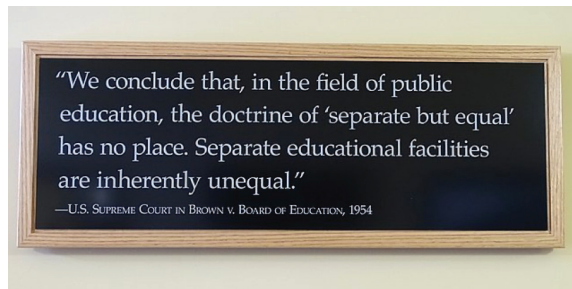 “We conclude that, in the field of public
education, the doctrine of ‘separate but equal’
has no place. Separate educational facilities
are inherently unequal.”
—U.S. Supreme Court in Brown v. Board of Education, 1954